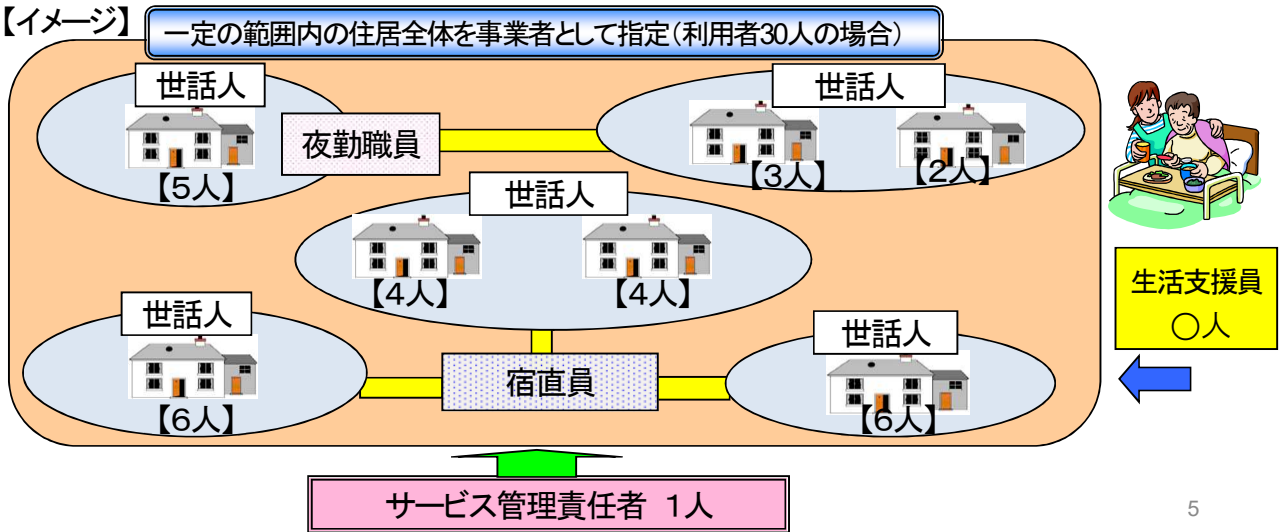 【イメージ】
一定の範囲内の住居全体を事業者として指定(利用者30人の場合)
世話人
【5人】
夜勤職員
世話人
【3人】
【2人】
世話人
【4人】
【4人】
世話人
【6人】
宿直員
世話人
【6人】
生活支援員
○人
サービス管理責任者 1人
5